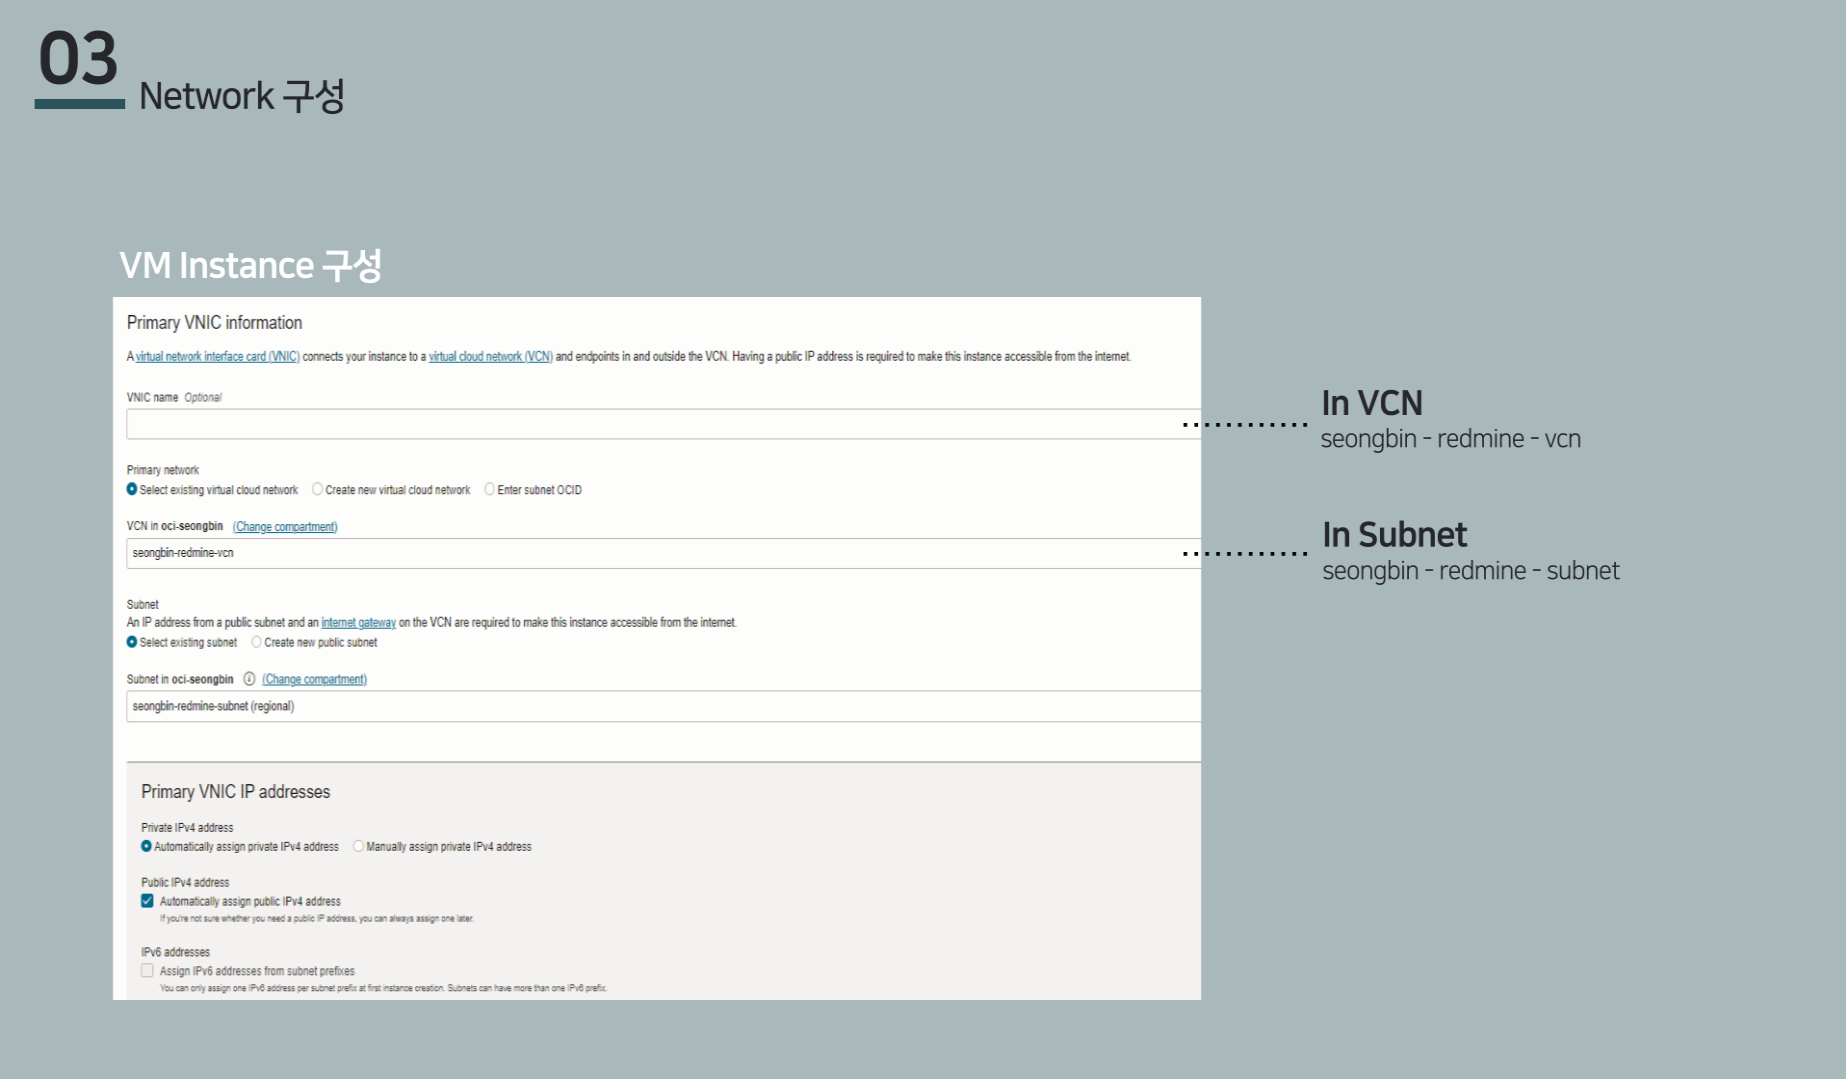 03
Network 구성
VM Instance 구성
Primary VNIC information
A virtual network interface card (VNIC) connects your instance to a virtual cloud network (VCN) and endpoints in and outside the VCN. Having a public IP address is required to make this instance accessible from the internet.
VNIC name Optional
Primary network
Select existing virtual cloud network Create new virtual cloud network Enter subnet OCID
VCN in oci-seongbin (Change compartment)
seongbin-redmine-vcn
Subnet
An IP address from a public subnet and an internet gateway on the VCN are required to make this instance accessible from the internet.
Select existing subnet Create new public subnet
Subnet in oci-seongbin (Change compartment)
seongbin-redmine-subnet (regional)
Primary VNIC IP addresses
Private IPv4 address
Automatically assign private IPv4 address Manually assign private IPv4 address
Public IPv4 address
Automatically assign public IPv4 address
If you're not sure whether you need a public IP address, you can always assign one later.
IPv6 addresses
Assign IPv6 addresses from subnet prefixes
You can only assign one IPv6 address per subnet prefix at first instance creation. Subnets can have more than one IPv6 prefix.
In VCN
seongbin - redmine - vcn
In Subnet
seongbin - redmine - subnet